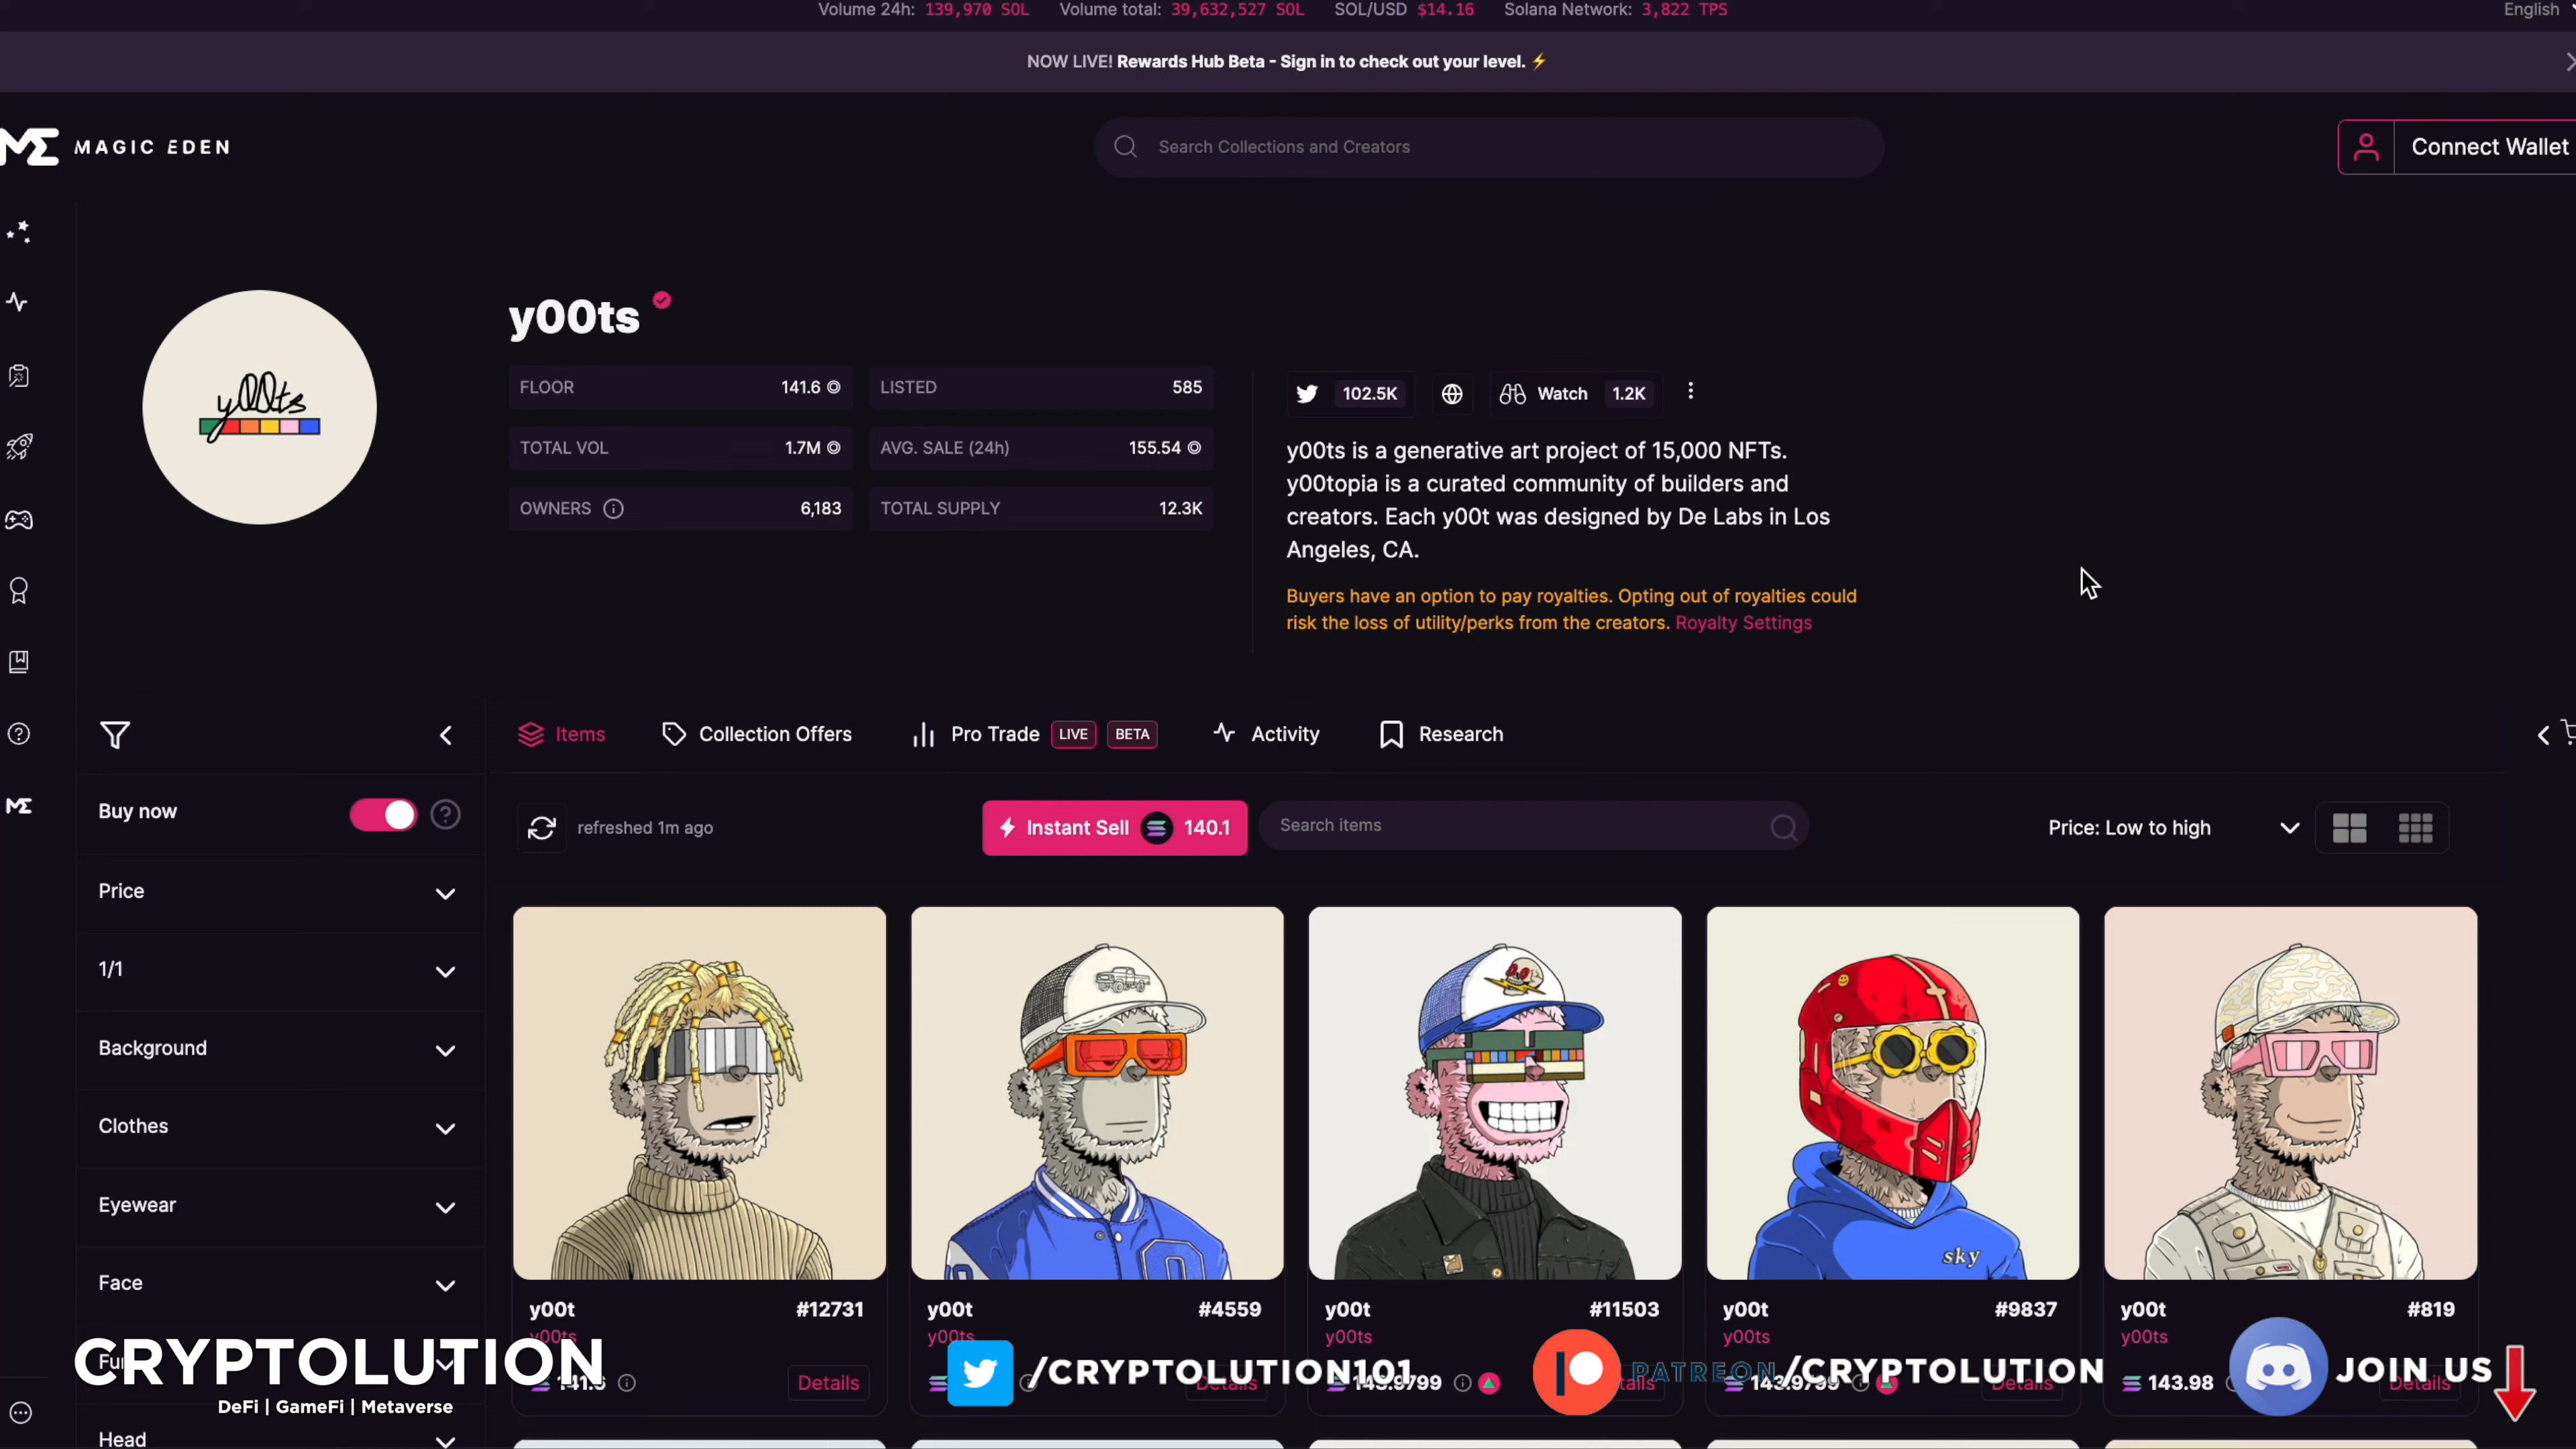 Volume 24h: 139,970 SOL Volume total: 39,632,527 SOL SOL/USD $14.16 Solana Network: 3,822 TPS English
NOW LIVE! Rewards Hub Beta - Sign in to check out your level. ⚡
ME MAGIC EDEN
Search Collections and Creators
Connect Wallet
y00ts
y00ts
FLOOR 141.6 LISTED 585
TOTAL VOL 1.7M AVG. SALE (24h) 155.54
OWNERS 6,183 TOTAL SUPPLY 12.3K
102.5K Watch 1.2K
y00ts is a generative art project of 15,000 NFTs.
y00topia is a curated community of builders and
creators. Each y00t was designed by De Labs in Los
Angeles, CA.
Buyers have an option to pay royalties. Opting out of royalties could
risk the loss of utility/perks from the creators. Royalty Settings
Items Collection Offers Pro Trade LIVE BETA Activity Research
Buy now
refreshed 1m ago
Instant Sell 140.1
Search items
Price: Low to high
Price
1/1
Background
Clothes
Eyewear
Face
Head
ME
sky
y00t #12731
y00ts
Details
y00t #4559
y00ts
Details
y00t #11503
y00ts
y00t #9837
y00ts
Details
y00t #819
y00ts
143.98
Details
CRYPTOLUTION
DeFi | GameFi | Metaverse
/CRYPTOLUTION101
PATREON/CRYPTOLUTION
JOIN US